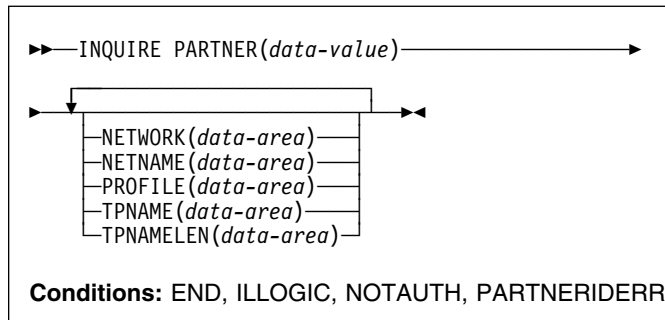 INQUIRE PARTNER(data-value)
NETWORK(data-area)
NETNAME(data-area)
PROFILE(data-area)
TPNAME(data-area)
TPNAMELEN(data-area)
Conditions: END, ILLOGIC, NOTAUTH, PARTNERIDERR